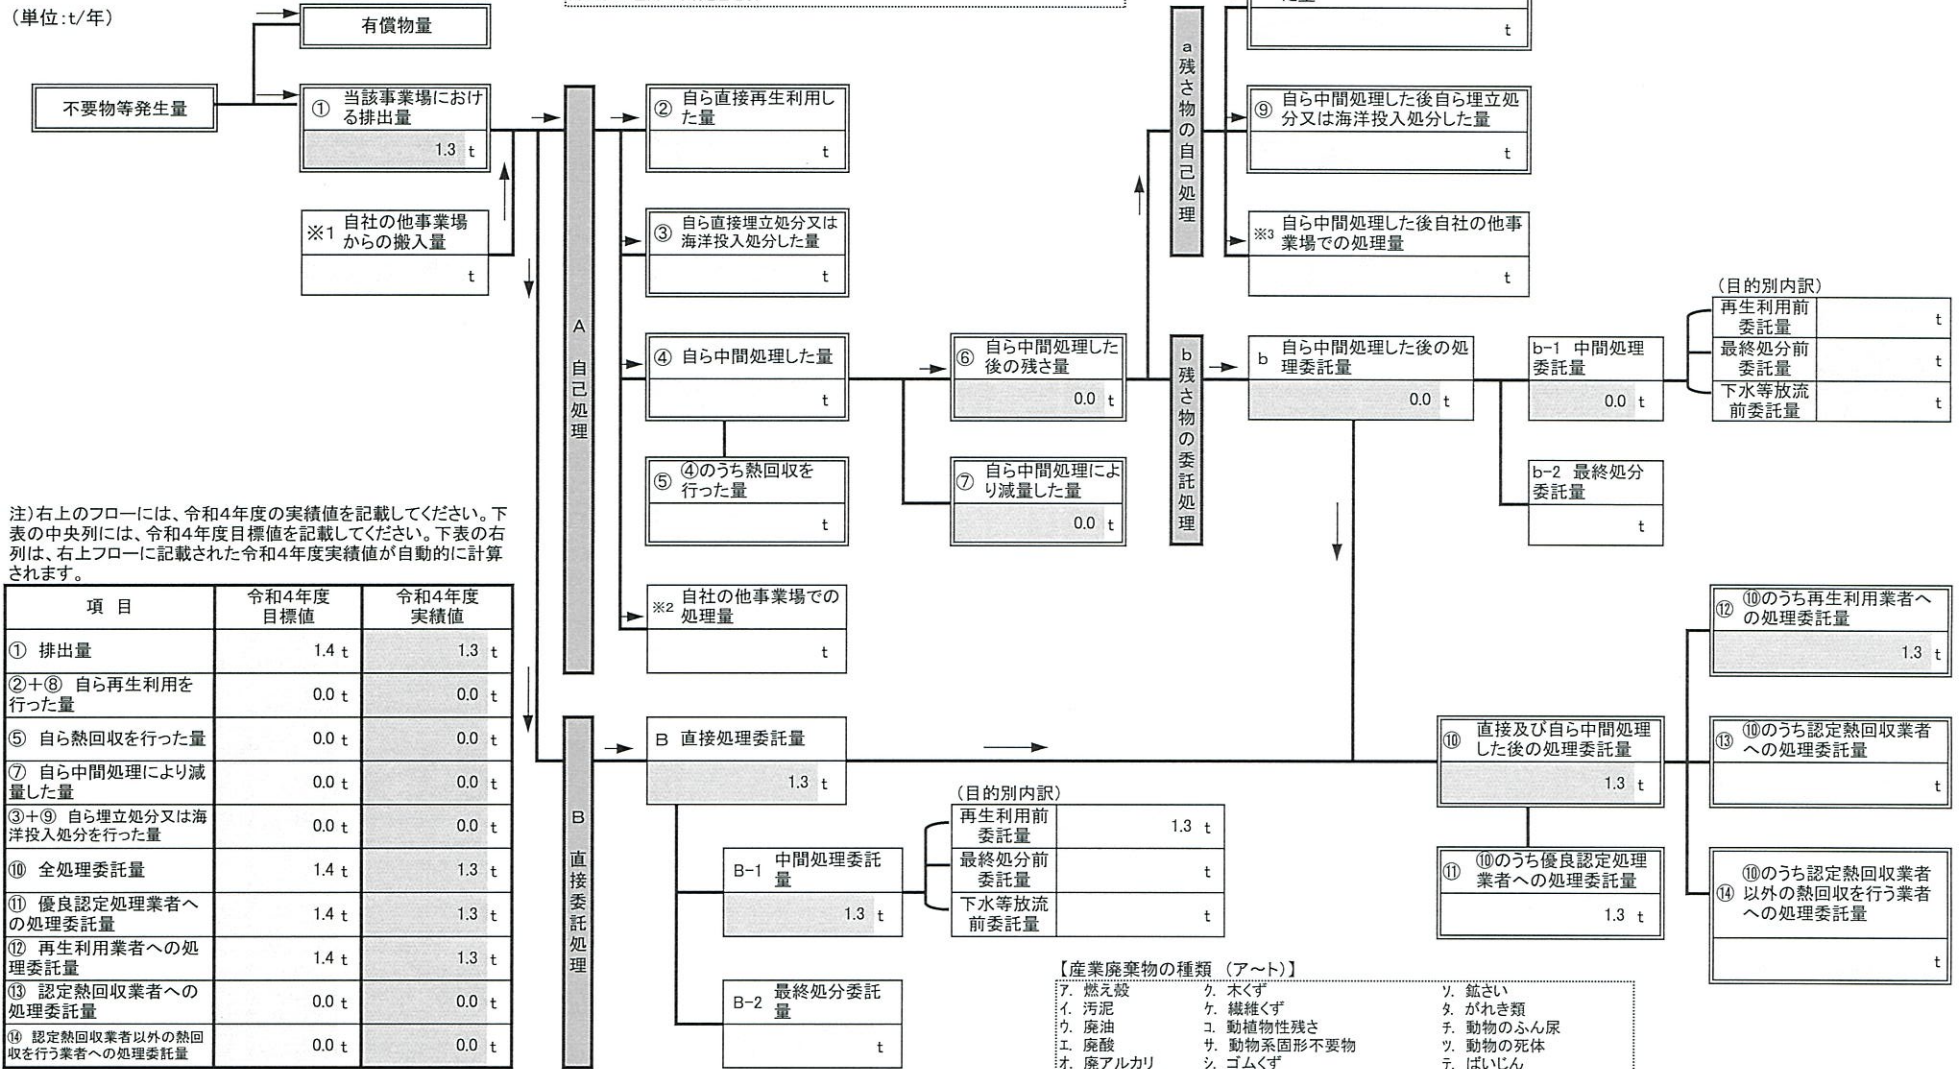 (単位:t/年)
有償物量
不要物等発生量
① 当該事業場におけ
る排出量
1.3 t
※1 自社の他事業場
からの搬入量
t
A 自己処理
② 自ら直接再生利用し
た量
t
③ 自ら直接埋立処分又は
海洋投入処分した量
t
④ 自ら中間処理した量
t
⑤ ④のうち熱回収を
行った量
t
※2 自社の他事業場での
処理量
t
⑥ 自ら中間処理した
後の残さ量
0.0 t
⑦ 自ら中間処理によ
り減量した量
0.0 t
a残さ物の自己処理
t
⑨ 自ら中間処理した後自ら埋立処
分又は海洋投入処分した量
t
※3 自ら中間処理した後自社の他事
業場での処理量
t
b残さ物の委託処理
b 自ら中間処理した後の処
理委託量
0.0 t
b-1 中間処理
委託量
0.0 t
b-2 最終処分
委託量
t
(目的別内訳)
再生利用前
委託量 t
最終処分前
委託量 t
下水等放流
前委託量 t
注)右上のフローには、令和4年度の実績値を記載してください。下
表の中央列には、令和4年度目標値を記載してください。下表の右
列は、右上フローに記載された令和4年度実績値が自動的に計算
されます。
項 目 令和4年度
目標値 令和4年度
実績値
① 排出量 1.4 t 1.3 t
②+⑧ 自ら再生利用を
行った量 0.0 t 0.0 t
⑤ 自ら熱回収を行った量 0.0 t 0.0 t
⑦ 自ら中間処理により減
量した量 0.0 t 0.0 t
③+⑨ 自ら埋立処分又は海
洋投入処分を行った量 0.0 t 0.0 t
⑩ 全処理委託量 1.4 t 1.3 t
⑪ 優良認定処理業者へ
の処理委託量 1.4 t 1.3 t
⑫ 再生利用業者への処
理委託量 1.4 t 1.3 t
⑬ 認定熱回収業者への
処理委託量 0.0 t 0.0 t
⑭ 認定熱回収業者以外の熱回
収を行う業者への処理委託量 0.0 t 0.0 t
B 直接委託処理
B 直接処理委託量
1.3 t
B-1 中間処理委託
量
1.3 t
B-2 最終処分委託
量
t
(目的別内訳)
再生利用前
委託量 1.3 t
最終処分前
委託量 t
下水等放流
前委託量 t
⑩ 直接及び自ら中間処理
した後の処理委託量
1.3 t
⑪ ⑩のうち優良認定処理
業者への処理委託量
1.3 t
⑫ ⑩のうち再生利用業者へ
の処理委託量
1.3 t
⑬ ⑩のうち認定熱回収業者
への処理委託量
t
⑭ ⑩のうち認定熱回収業者
以外の熱回収を行う業者
への処理委託量
t
【産業廃棄物の種類 (ア~ト)】
ア. 燃え殻 ク. 木くず ソ. 鉱さい
イ. 汚泥 ケ. 繊維くず タ. がれき類
ウ. 廃油 コ. 動植物性残さ チ. 動物のふん尿
エ. 廃酸 サ. 動物系固形不要物 ツ. 動物の死体
オ. 廃アルカリ シ. ゴムくず テ. ばいじん